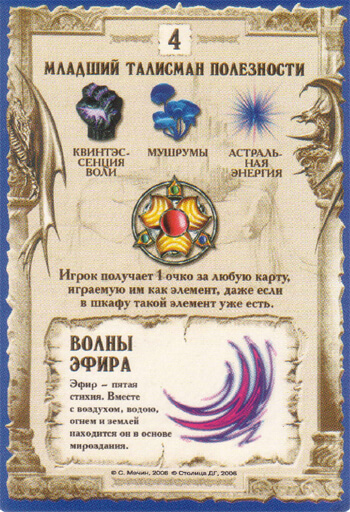 4
МЛАДШИЙ ТАЛИСМАН ПОЛЕЗНОСТИ
КВИНТЭС-
СЕНЦИЯ
ВОЛИ
МУШРУМЫ
АСТРАЛЬ-
НАЯ
ЭНЕРГИЯ
Игрок получает 1 очко за любую карту,
играемую им как элемент, даже если
в шкафу такой элемент уже есть.
ВОЛНЫ
ЭФИРА
Эфир – пятая
стихия. Вместе
с воздухом, водою,
огнем и землей
находится он в основе
мироздания.
© С. Мачин, 2006 © Столица ДГ, 2006